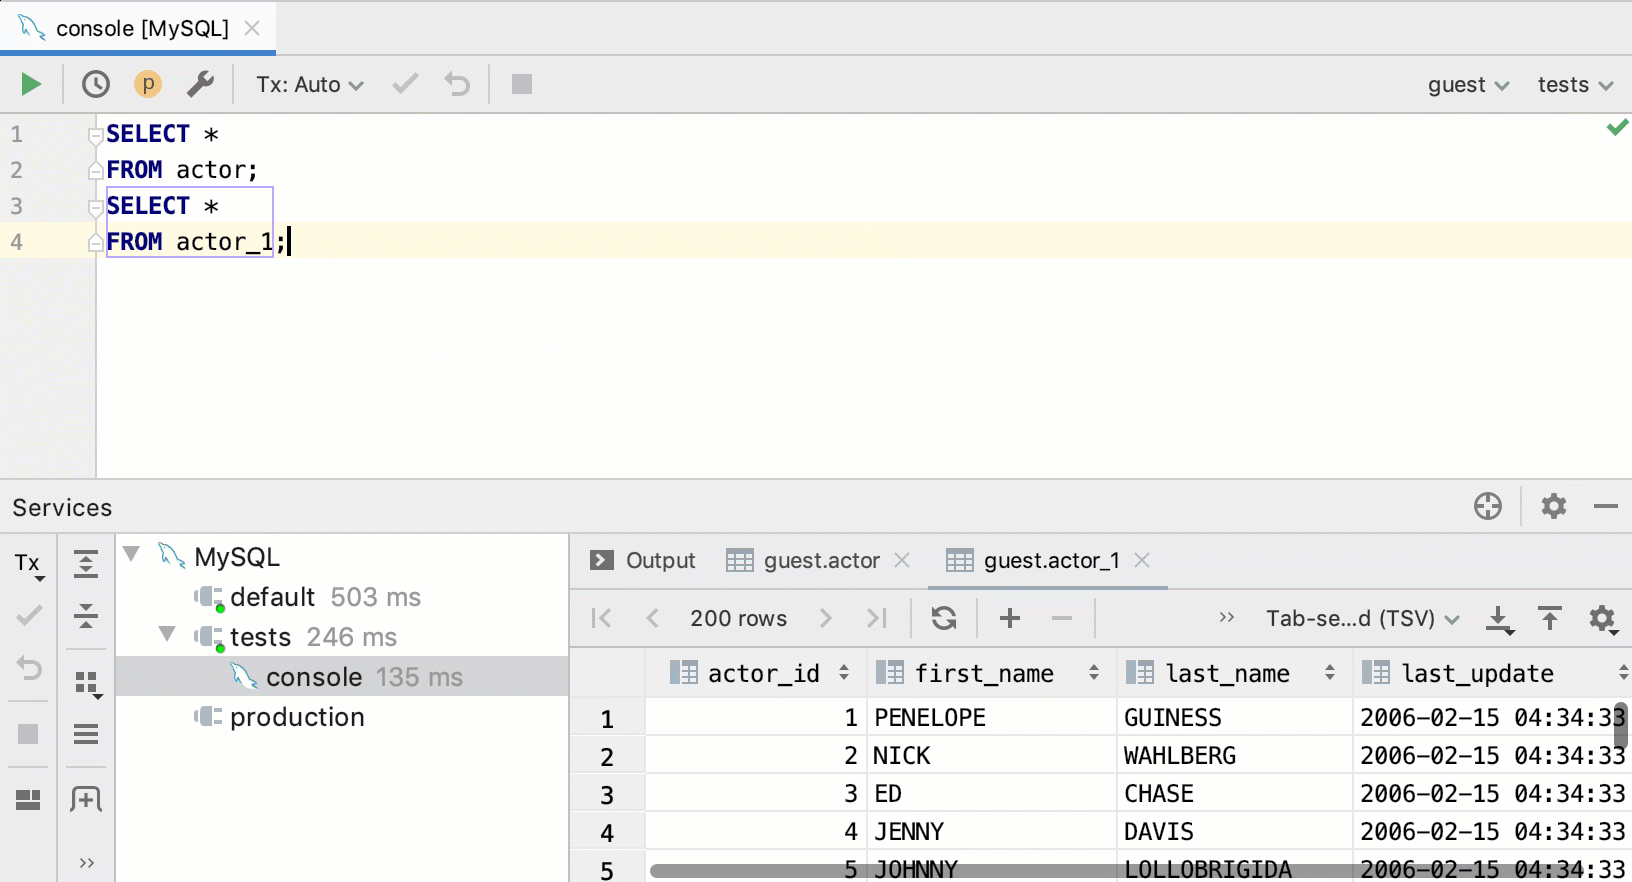 console [MySQL]
p Tx: Auto guest tests
1 SELECT *
2 FROM actor;
3 SELECT *
4 FROM actor_1;
Services
Tx
MySQL
default 503 ms
tests 246 ms
console 135 ms
production
Output guest.actor guest.actor_1
200 rows Tab-se...d (TSV)
actor_id first_name last_name last_update
1 1 PENELOPE GUINESS 2006-02-15 04:34:33
2 2 NICK WAHLBERG 2006-02-15 04:34:33
3 3 ED CHASE 2006-02-15 04:34:33
4 4 JENNY DAVIS 2006-02-15 04:34:33
5 5 JOHNNY LOLLOBRIGIDA 2006-02-15 04:34:33